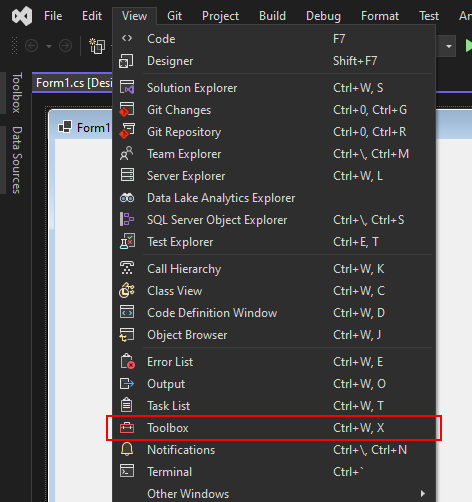 File Edit View Git Project Build Debug Format Test
Toolbox
Data Sources
Form1.cs [Desi
Form1
Code F7
Designer Shift+F7
Solution Explorer Ctrl+W, S
Git Changes Ctrl+0, Ctrl+G
Git Repository Ctrl+0, Ctrl+R
Team Explorer Ctrl+\, Ctrl+M
Server Explorer Ctrl+W, L
Data Lake Analytics Explorer
SQL Server Object Explorer Ctrl+\, Ctrl+S
Test Explorer Ctrl+E, T
Call Hierarchy Ctrl+W, K
Class View Ctrl+W, C
Code Definition Window Ctrl+W, D
Object Browser Ctrl+W, J
Error List Ctrl+W, E
Output Ctrl+W, O
Task List Ctrl+W, T
Toolbox Ctrl+W, X
Notifications Ctrl+\, Ctrl+N
Terminal Ctrl+`
Other Windows